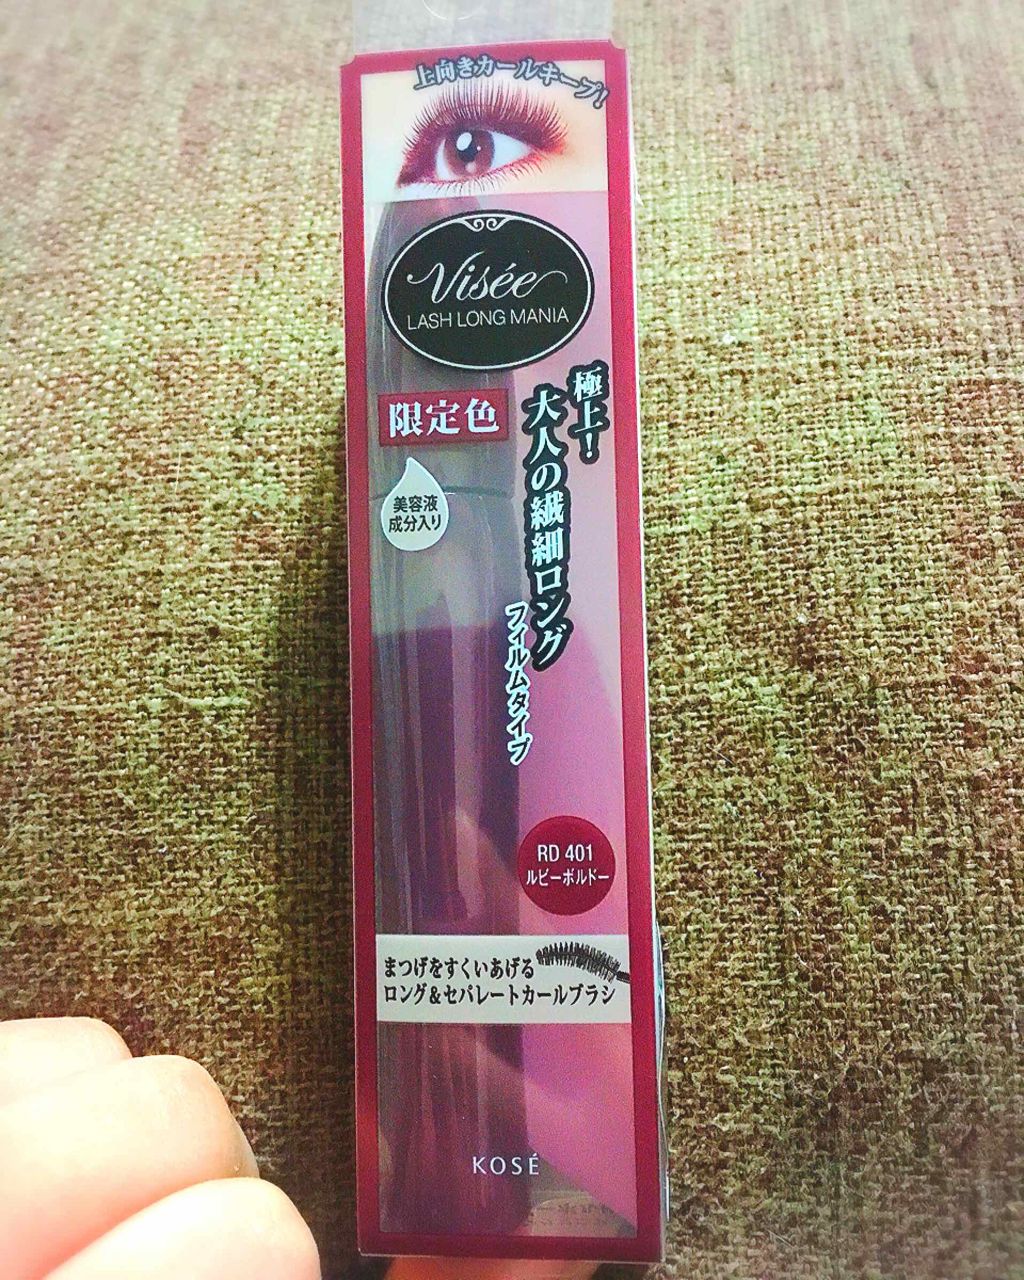 上向きカールキープ!
Visée
LASH LONG MANIA
限定色
極上!
大人の繊細ロング
フィルムタイプ
美容液
成分入り
RD 401
ルビーボルドー
まつげをすくいあげる
ロング&セパレートカールブラシ
KOSÉ